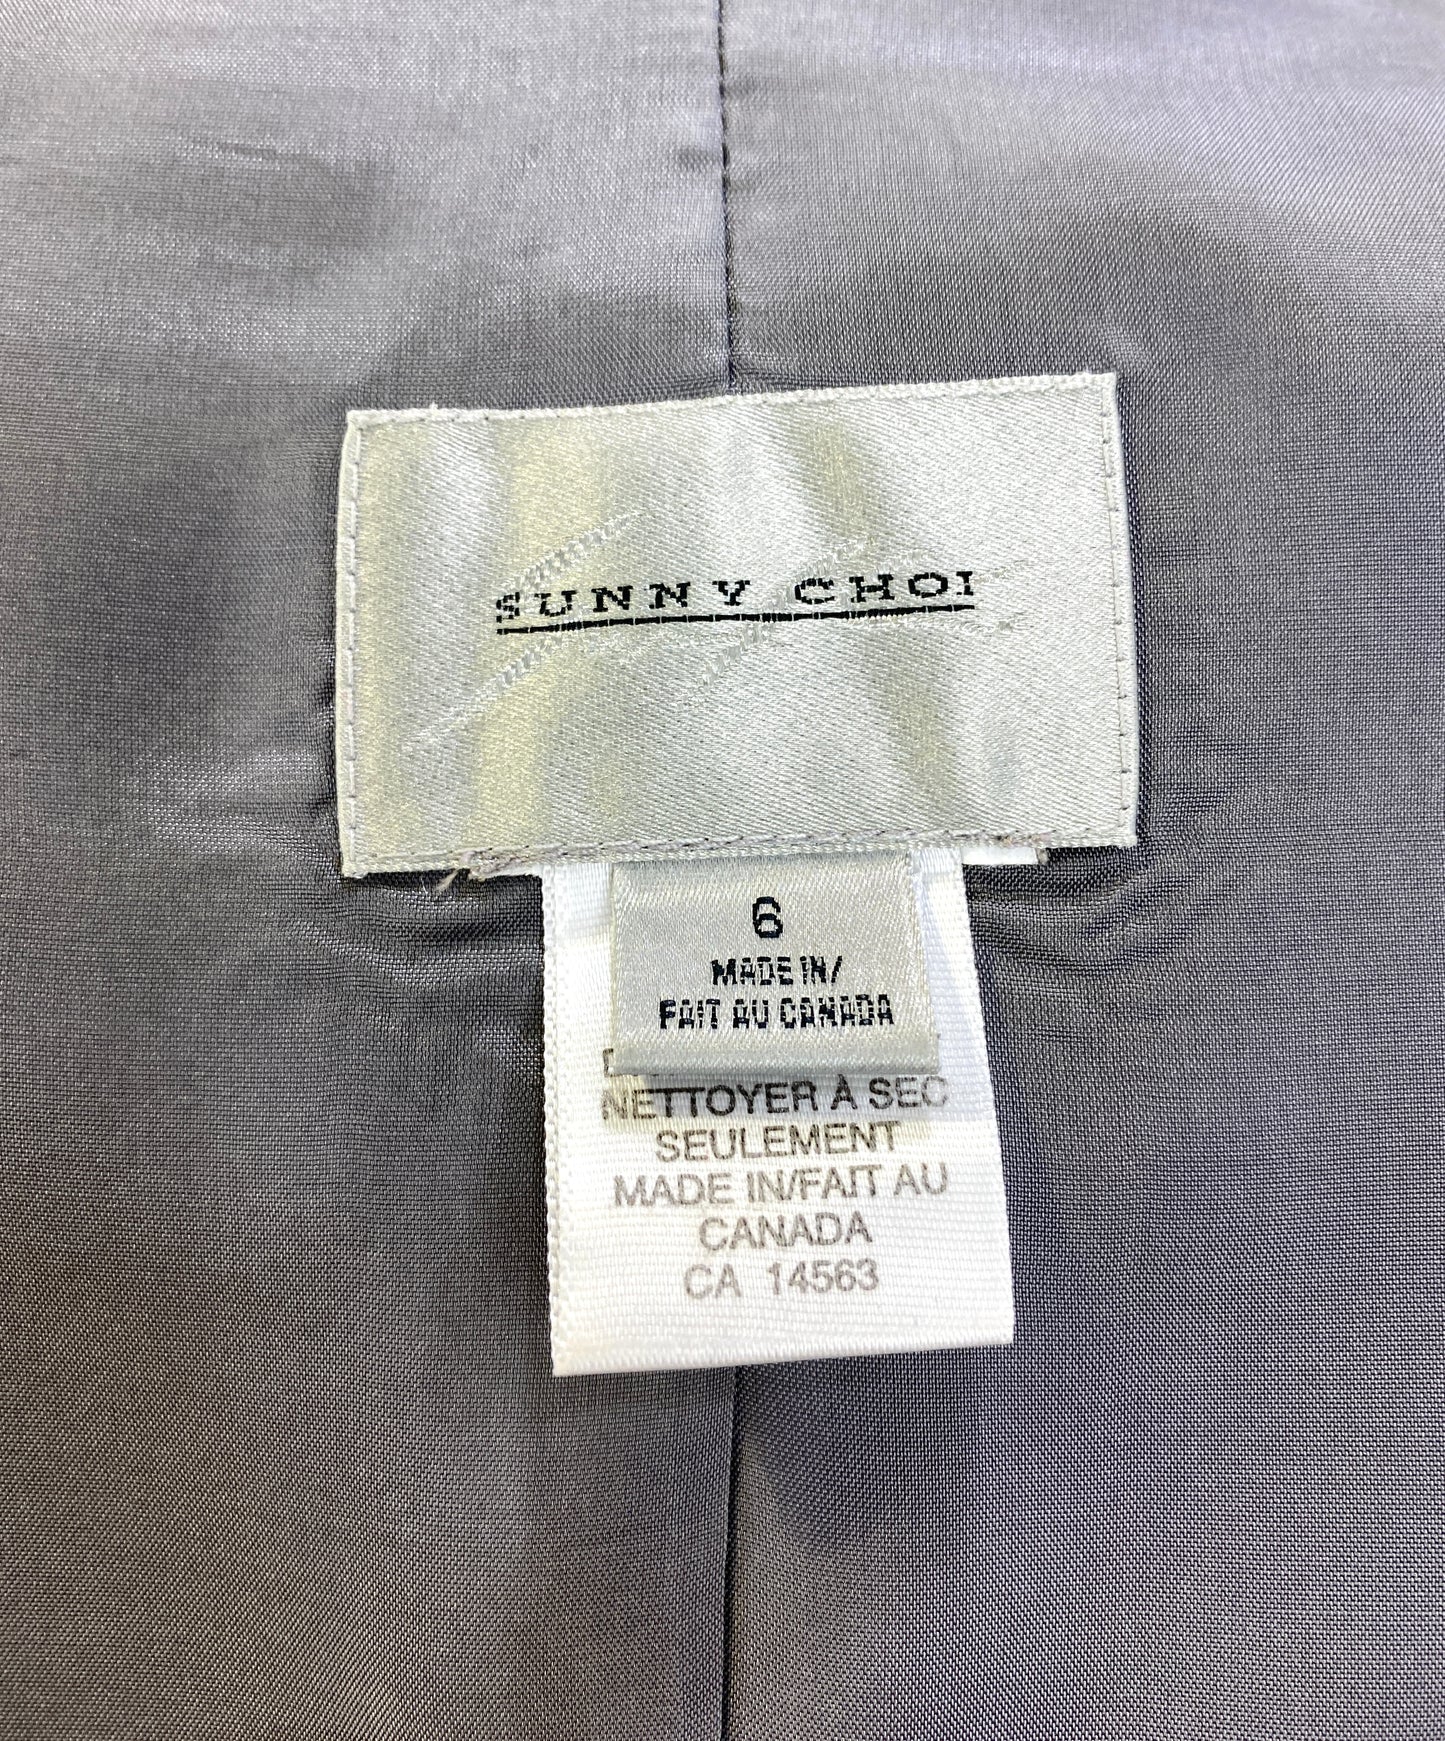 SUNNY CHOI
6
MADE IN/
FAIT AU CANADA
NETTOYER À SEC
SEULEMENT
MADE IN/FAIT AU
CANADA
CA 14563